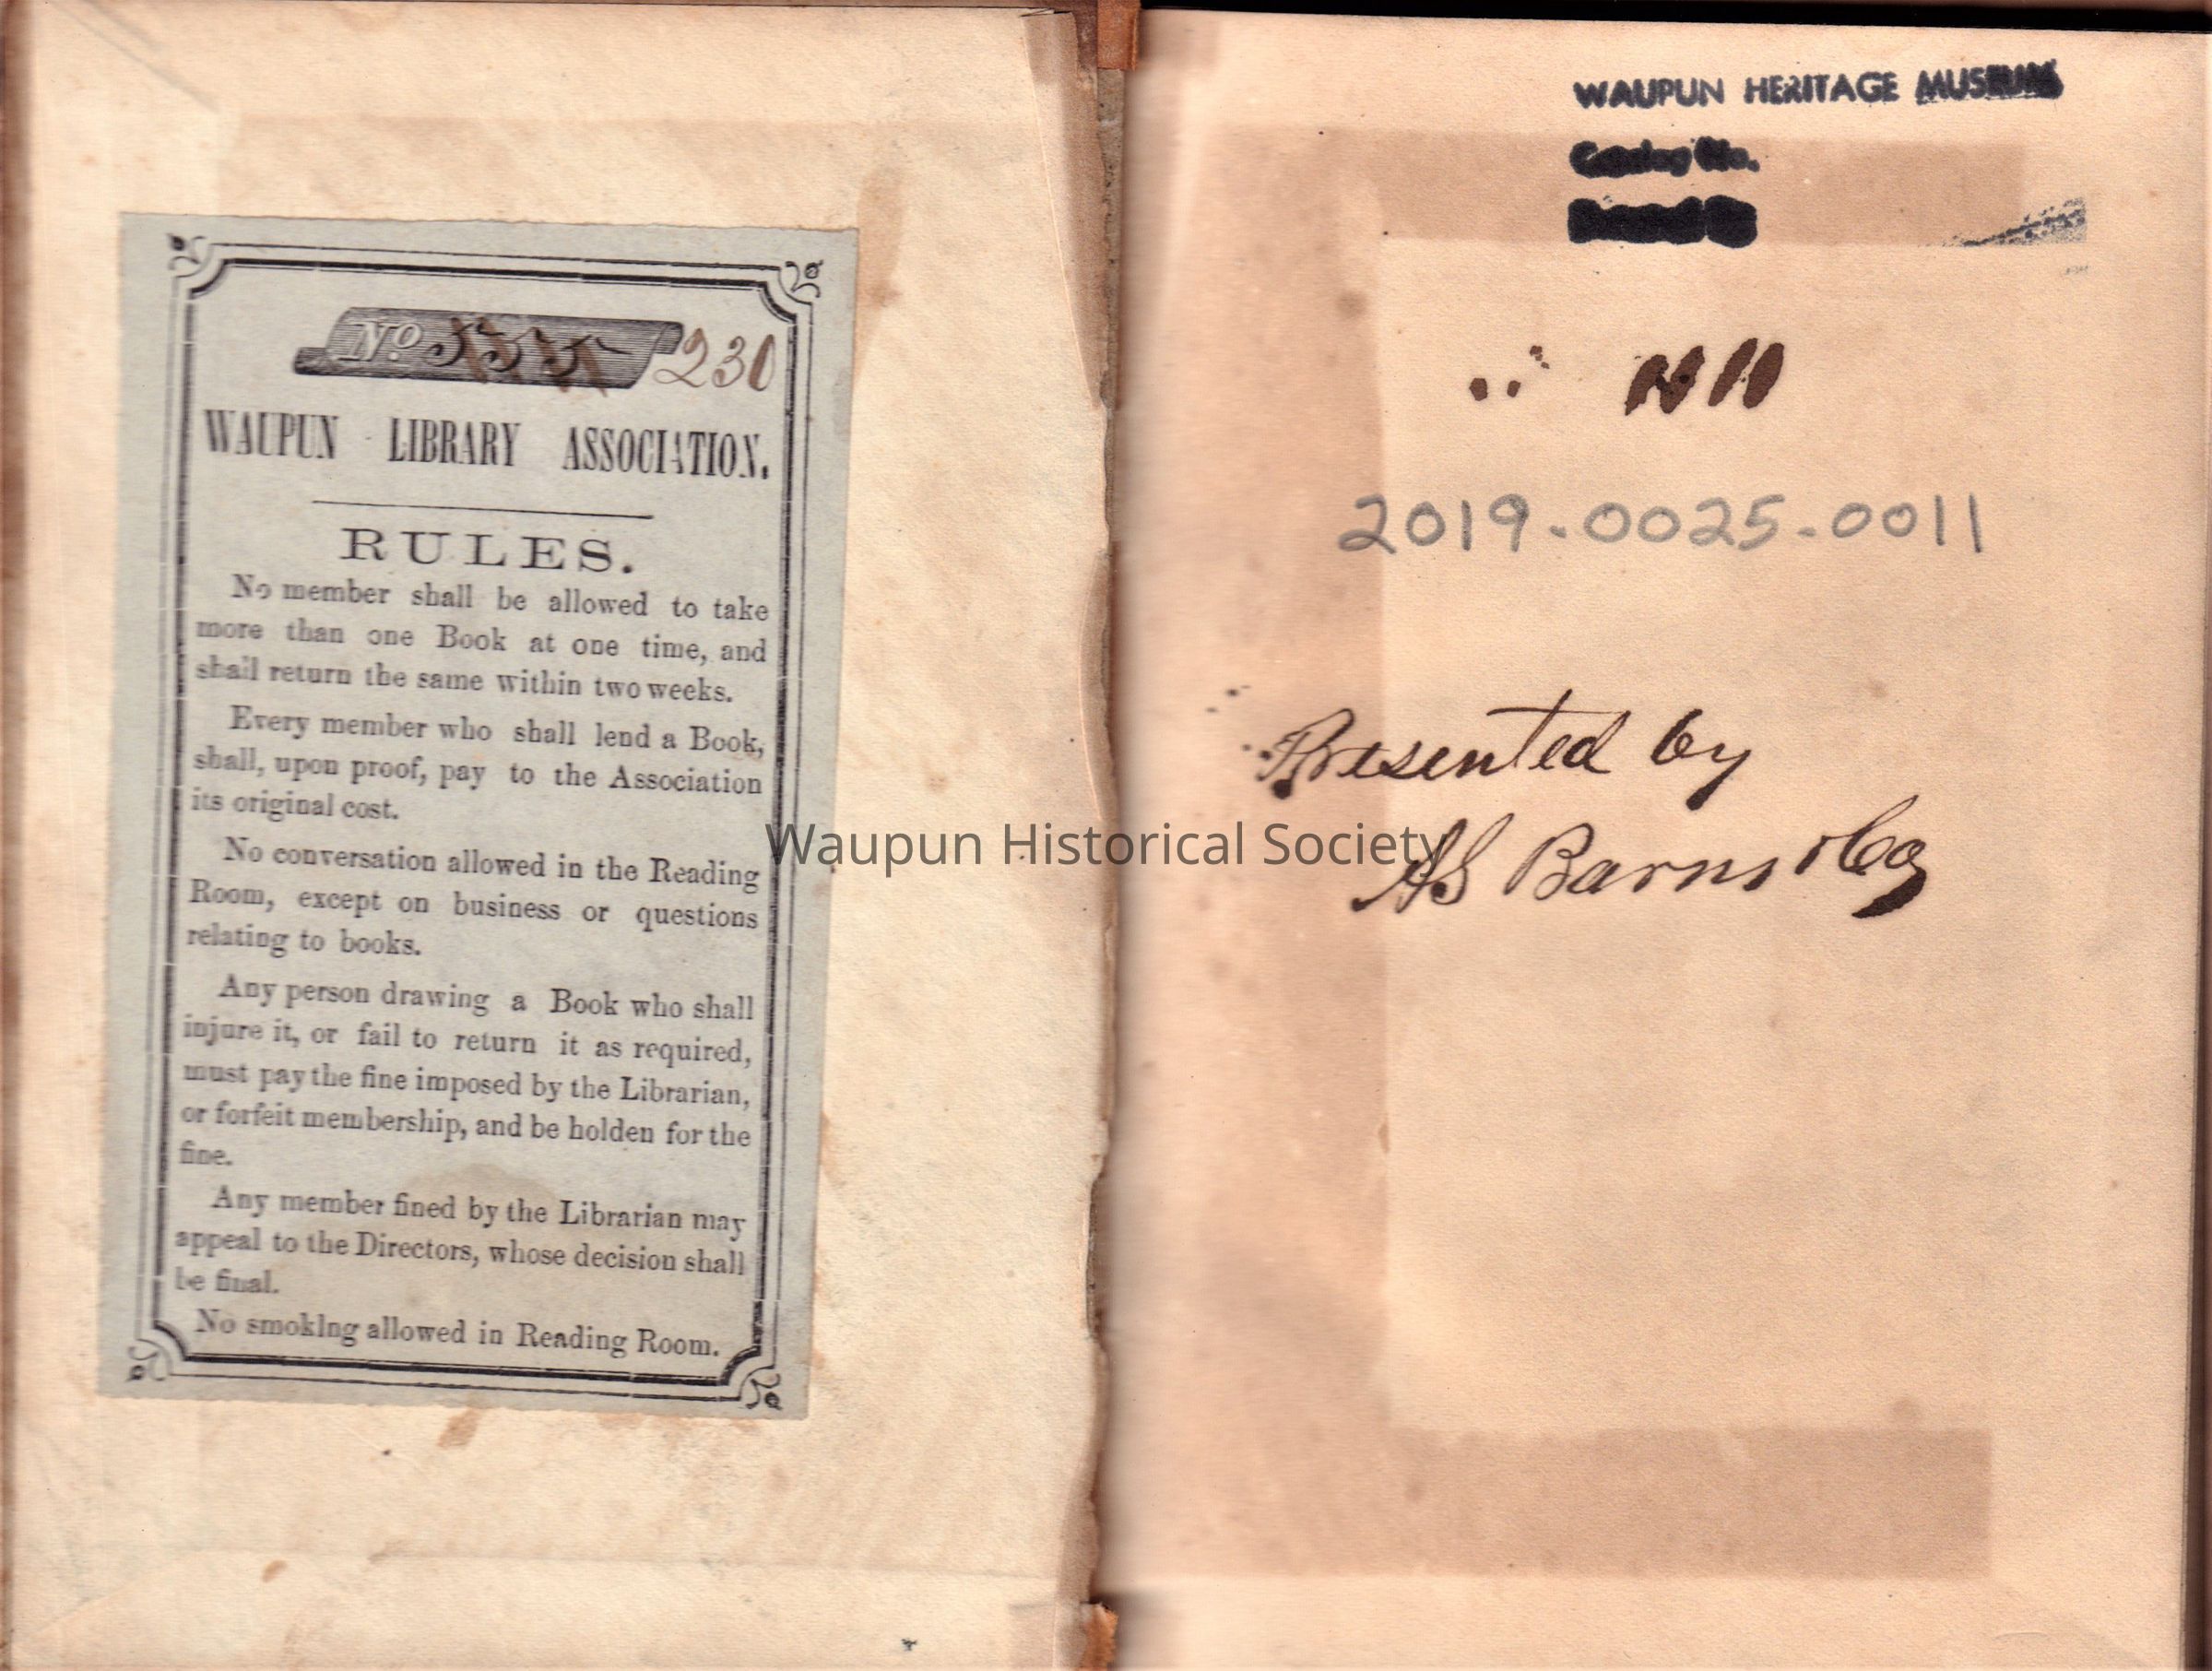 No 535 230
WAUPUN LIBRARY ASSOCIATION.
RULES.
No member shall be allowed to take
more than one Book at one time, and
shall return the same within two weeks.
Every member who shall lend a Book,
shall, upon proof, pay to the Association
its original cost.
No conversation allowed in the Reading
Room, except on business or questions
relating to books.
Any person drawing a Book who shall
injure it, or fail to return it as required,
must pay the fine imposed by the Librarian,
or forfeit membership, and be holden for the
fine.
Any member fined by the Librarian may
appeal to the Directors, whose decision shall
be final.
No smoking allowed in Reading Room.
WAUPUN HERITAGE MUSEUM
Catalog No.
2019-0025-0011
Presented by
AS Barnes & Co
Waupun Historical Society